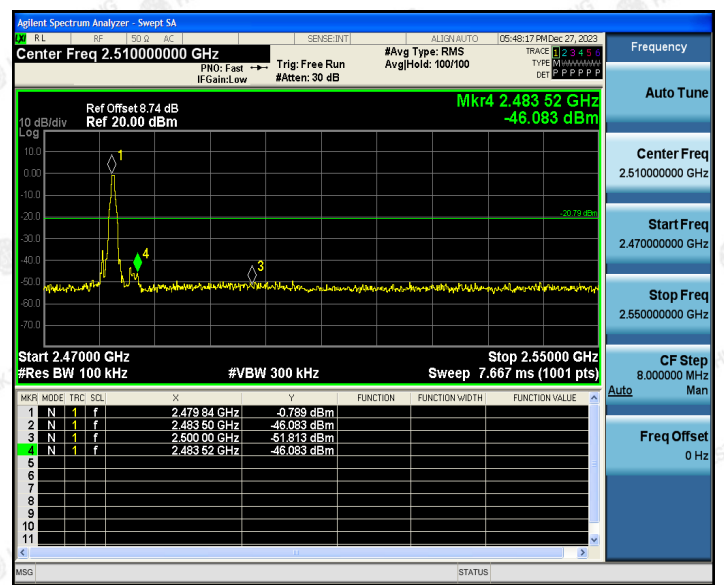 Agilent Spectrum Analyzer - Swept SA
LXI RL RF 50 Ω AC SENSE:INT ALIGN AUTO 05:48:17 PM Dec 27, 2023
Center Freq 2.510000000 GHz
PNO: Fast
IFGain:Low
Trig: Free Run
#Atten: 30 dB
#Avg Type: RMS
Avg|Hold: 100/100
TRACE 1 2 3 4 5 6
TYPE M
DET P P P P P P
Mkr4 2.483 52 GHz
-46.083 dBm
Ref Offset 8.74 dB
Ref 20.00 dBm
10 dB/div
Log
10.0
0.00
-10.0
-20.0
-30.0
-40.0
-50.0
-60.0
-70.0
1
4
3
-20.79 dBm
Start 2.47000 GHz Stop 2.55000 GHz
#Res BW 100 kHz #VBW 300 kHz Sweep 7.667 ms (1001 pts)
MKR MODE TRC SCL X Y FUNCTION FUNCTION WIDTH FUNCTION VALUE
1 N 1 f 2.479 84 GHz -0.789 dBm
2 N 1 f 2.483 50 GHz -46.083 dBm
3 N 1 f 2.500 00 GHz -51.813 dBm
4 N 1 f 2.483 52 GHz -46.083 dBm
5
6
7
8
9
10
11
MSG STATUS
Frequency
Auto Tune
Center Freq
2.510000000 GHz
Start Freq
2.470000000 GHz
Stop Freq
2.550000000 GHz
CF Step
8.000000 MHz
Auto Man
Freq Offset
0 Hz